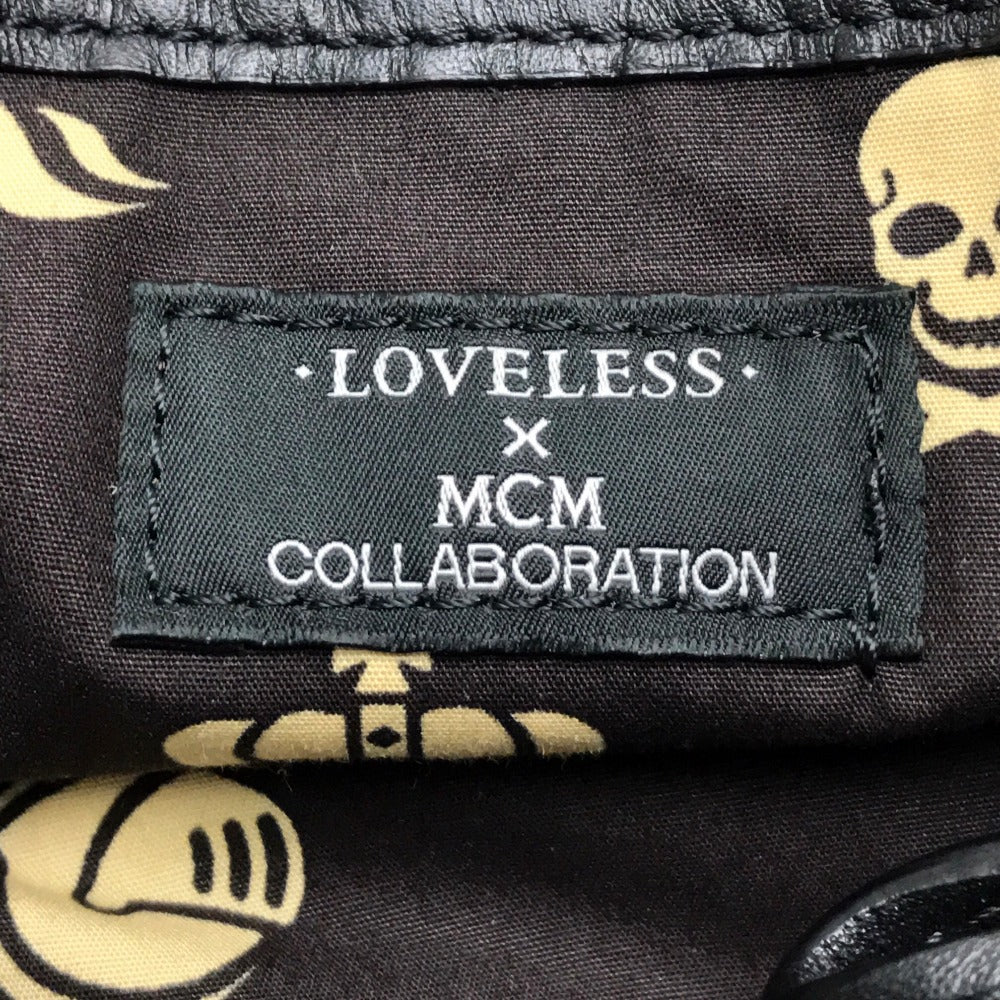 ·LOVELESS·
×
MCM
COLLABORATION